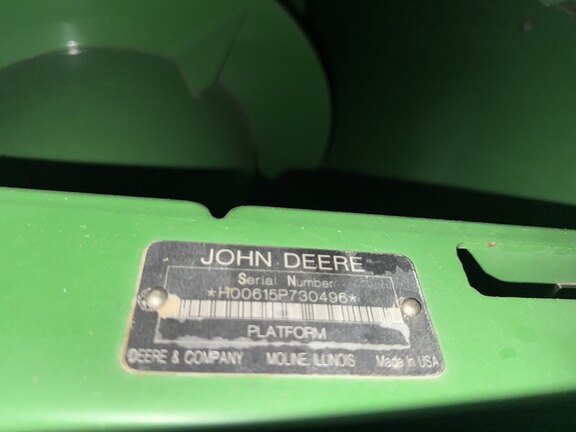 JOHN DEERE
Serial Number
*H00615P730496*
PLATFORM
DEERE & COMPANY MOLINE, ILLINOIS Made In USA